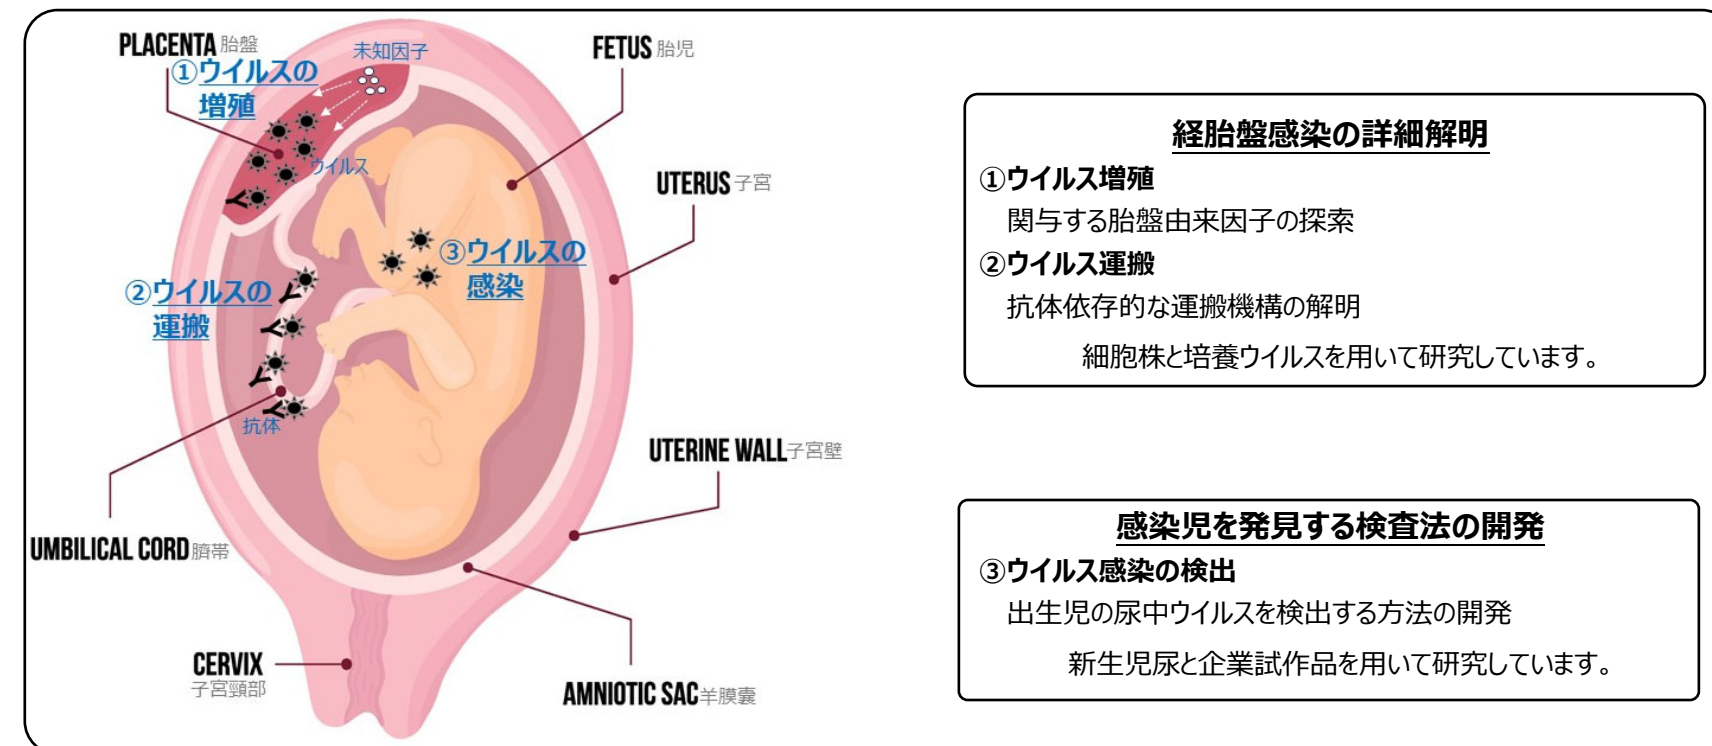 PLACENTA 胎盤
①ウイルスの
増殖
未知因子
ウイルス
FETUS 胎児
UTERUS 子宮
③ウイルスの
感染
②ウイルスの
運搬
抗体
UTERINE WALL 子宮壁
UMBILICAL CORD 臍帯
CERVIX
子宮頸部
AMNIOTIC SAC 羊膜嚢
経胎盤感染の詳細解明
①ウイルス増殖
関与する胎盤由来因子の探索
②ウイルス運搬
抗体依存的な運搬機構の解明
細胞株と培養ウイルスを用いて研究しています。
感染児を発見する検査法の開発
③ウイルス感染の検出
出生児の尿中ウイルスを検出する方法の開発
新生児尿と企業試作品を用いて研究しています。